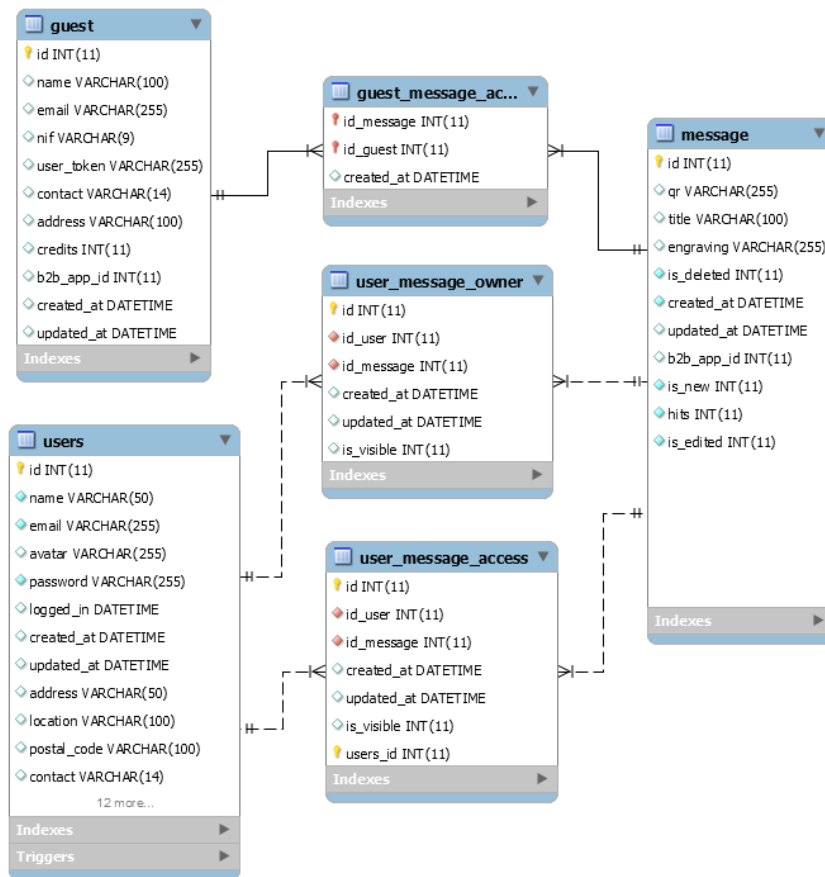 guest
id INT(11)
name VARCHAR(100)
email VARCHAR(255)
nif VARCHAR(9)
user_token VARCHAR(255)
contact VARCHAR(14)
address VARCHAR(100)
credits INT(11)
b2b_app_id INT(11)
created_at DATETIME
updated_at DATETIME
Indexes
guest_message_ac...
id_message INT(11)
id_guest INT(11)
created_at DATETIME
Indexes
message
id INT(11)
qr VARCHAR(255)
title VARCHAR(100)
engraving VARCHAR(255)
is_deleted INT(11)
created_at DATETIME
updated_at DATETIME
b2b_app_id INT(11)
is_new INT(11)
hits INT(11)
is_edited INT(11)
Indexes
user_message_owner
id INT(11)
id_user INT(11)
id_message INT(11)
created_at DATETIME
updated_at DATETIME
is_visible INT(11)
Indexes
users
id INT(11)
name VARCHAR(50)
email VARCHAR(255)
avatar VARCHAR(255)
password VARCHAR(255)
logged_in DATETIME
created_at DATETIME
updated_at DATETIME
address VARCHAR(50)
location VARCHAR(100)
postal_code VARCHAR(100)
contact VARCHAR(14)
12 more...
Indexes
Triggers
user_message_access
id INT(11)
id_user INT(11)
id_message INT(11)
created_at DATETIME
updated_at DATETIME
is_visible INT(11)
users_id INT(11)
Indexes